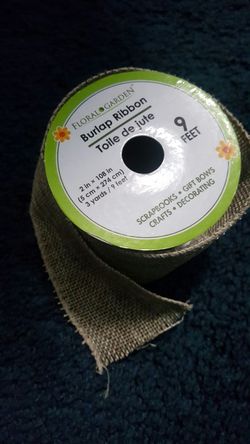 FLORAL GARDEN
Burlap Ribbon
Toile de jute
2 in x 108 in
(5 cm x 274 cm)
3 yards / 9 feet
9
FEET
SCRAPBOOKS • GIFT BOWS
CRAFTS • DECORATING